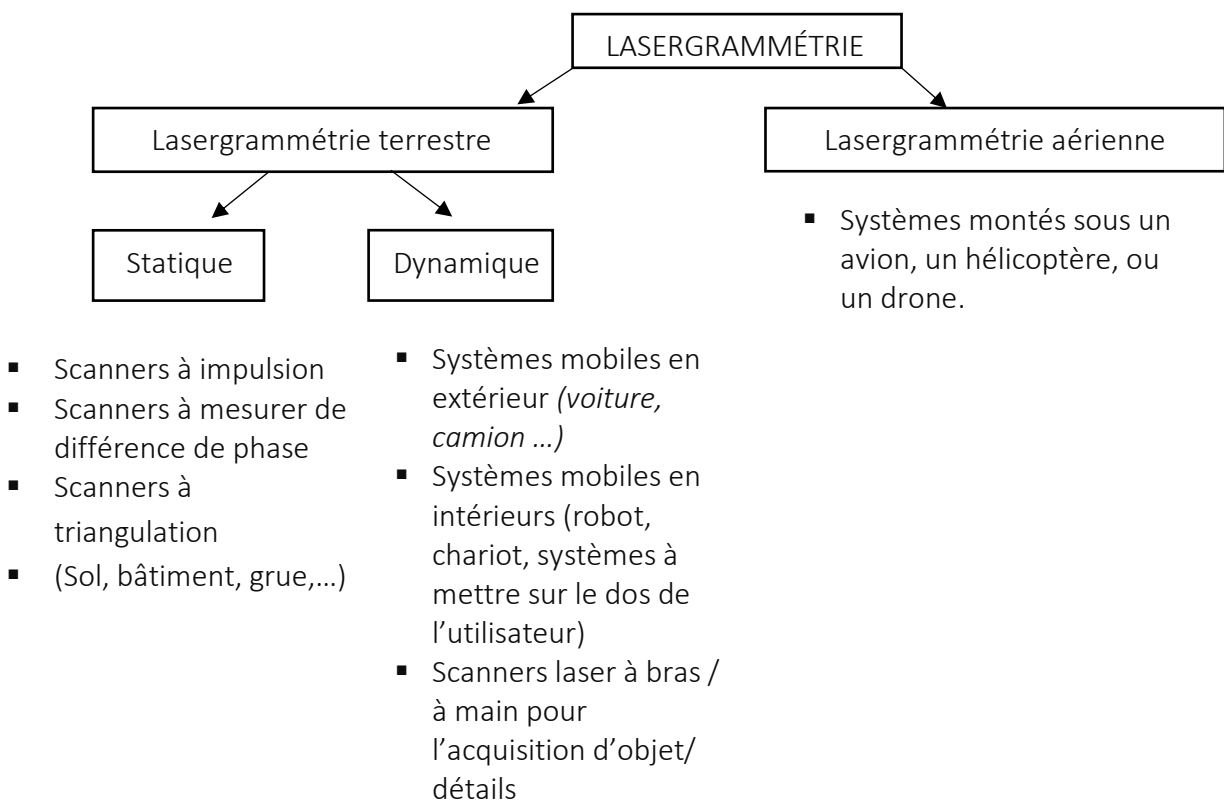 LASERGRAMMÉTRIE
Lasergrammétrie terrestre
Lasergrammétrie aérienne
Statique
Dynamique
▪ Systèmes montés sous un
avion, un hélicoptère, ou
un drone.
▪ Scanners à impulsion
▪ Scanners à mesurer de
différence de phase
▪ Scanners à
triangulation
▪ (Sol, bâtiment, grue,…)
▪ Systèmes mobiles en
extérieur (voiture,
camion …)
▪ Systèmes mobiles en
intérieurs (robot,
chariot, systèmes à
mettre sur le dos de
l’utilisateur)
▪ Scanners laser à bras /
à main pour
l’acquisition d’objet/
détails